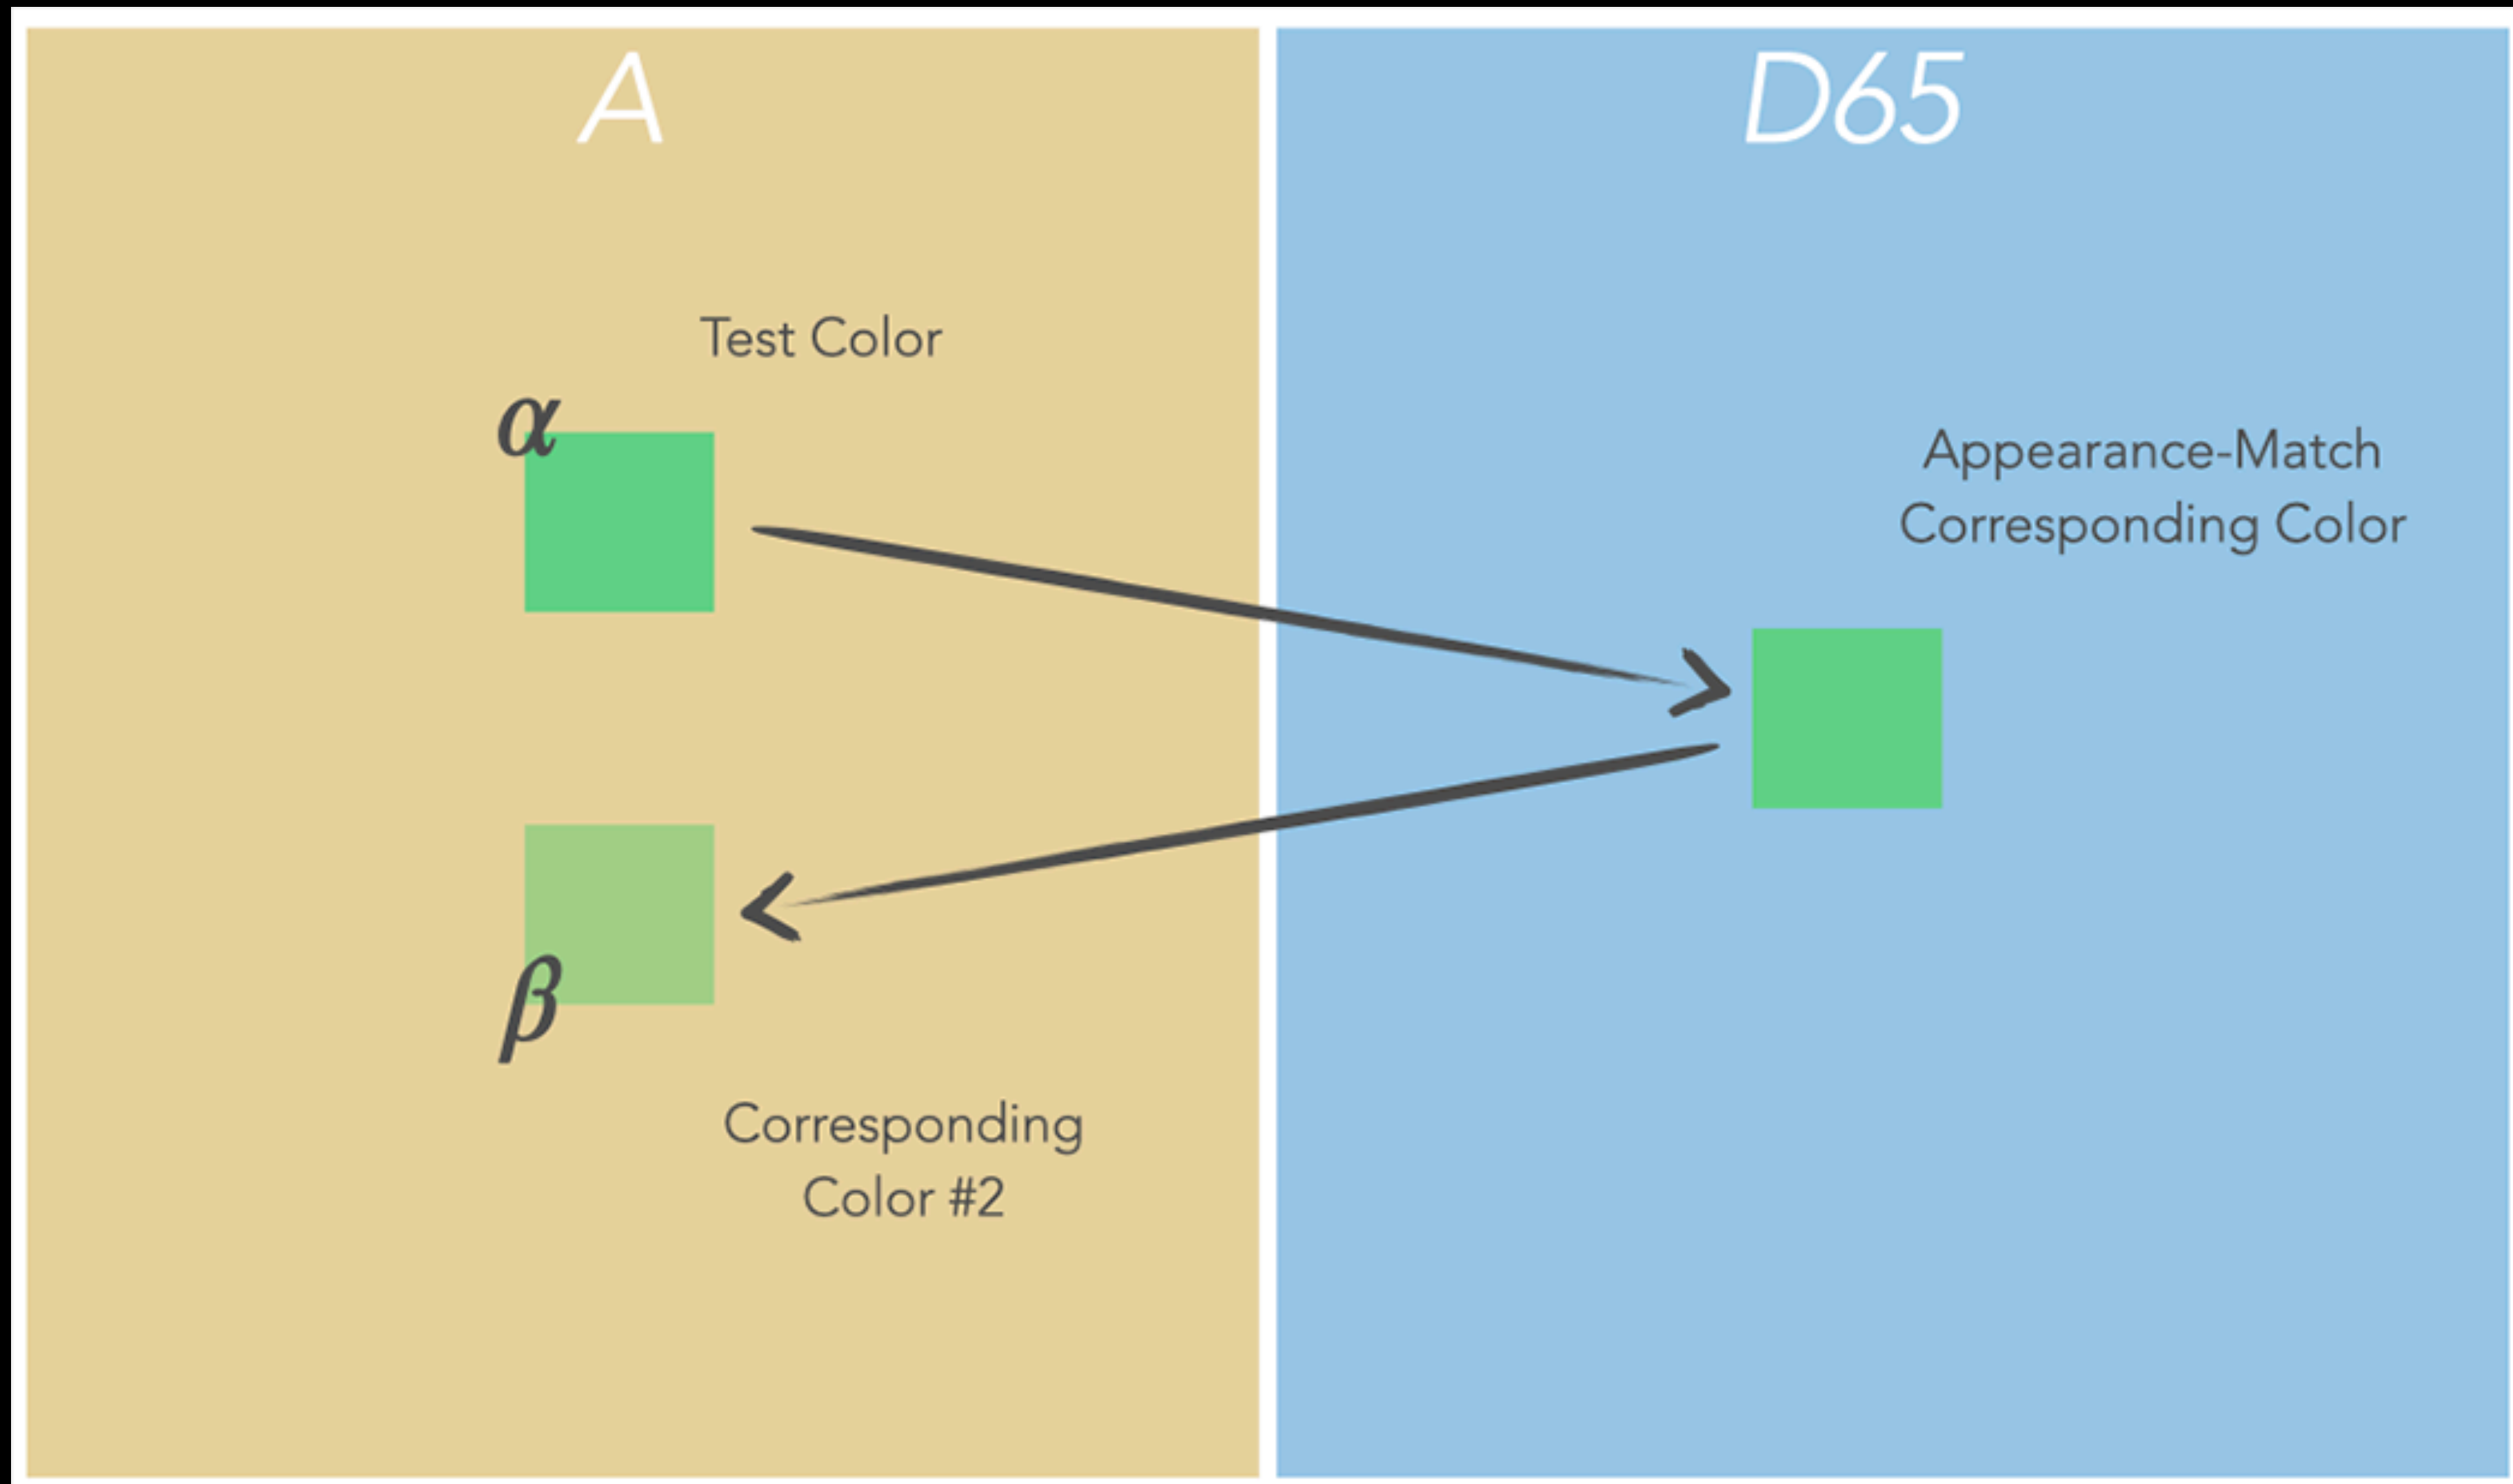 A
D65
Test Color
α
Appearance-Match
Corresponding Color
β
Corresponding
Color #2